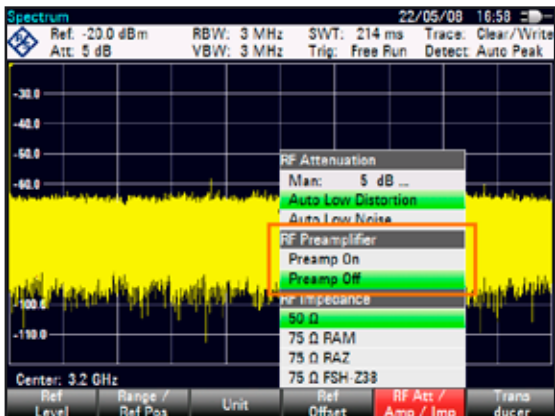 Spectrum 22/05/08 16:58
Ref: -20.0 dBm RBW: 3 MHz SWT: 214 ms Trace: Clear/Write
Att: 5 dB VBW: 3 MHz Trig: Free Run Detect: Auto Peak
-30.0
-40.0
-50.0
-60.0
-100.0
-110.0
RF Attenuation
Man: 5 dB ...
Auto Low Distortion
Auto Low Noise
RF Preamplifier
Preamp On
Preamp Off
RF Impedance
50 Ω
75 Ω RAM
75 Ω RAZ
75 Ω FSH-Z38
Center: 3.2 GHz
Ref Level
Range / Ref Pos
Unit
Ref Offset
RF Att / Amp / Imp
Trans ducer